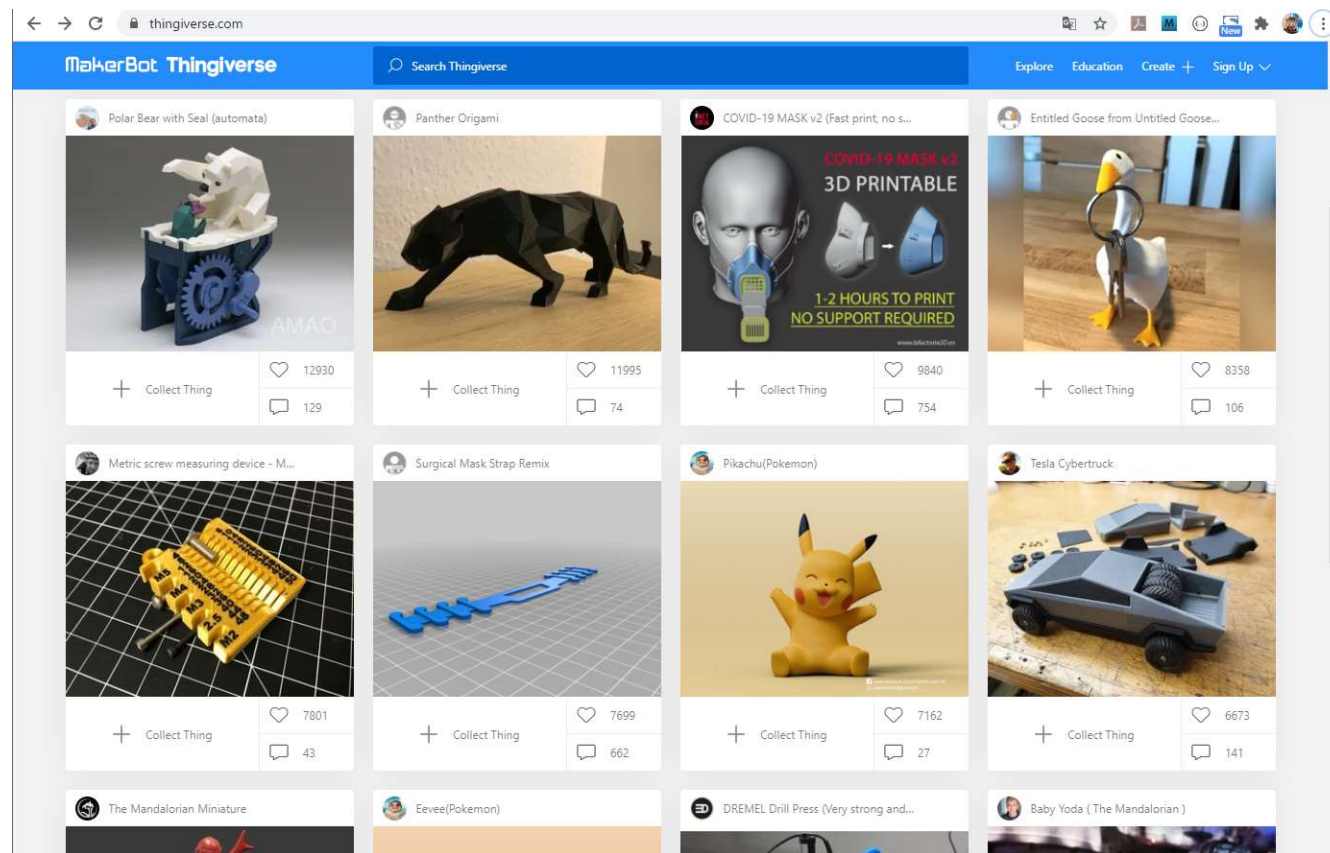 thingiverse.com
New
MakerBot Thingiverse
Search Thingiverse
Explore Education Create Sign Up
Polar Bear with Seal (automata)
Panther Origami
COVID-19 MASK v2 (Fast print, no s...
Entitled Goose from Untitled Goose...
AMAO
COVID-19 MASK v2
3D PRINTABLE
1-2 HOURS TO PRINT
NO SUPPORT REQUIRED
Collect Thing
12930
129
Collect Thing
11995
74
Collect Thing
9840
754
Collect Thing
8358
106
Metric screw measuring device - M...
Surgical Mask Strap Remix
Pikachu(Pokemon)
Tesla Cybertruck
M5
M4
M3
2.5
M2
Collect Thing
7801
43
Collect Thing
7699
662
Collect Thing
7162
27
Collect Thing
6673
141
The Mandalorian Miniature
Eevee(Pokemon)
DREMEL Drill Press (Very strong and...
Baby Yoda ( The Mandalorian )